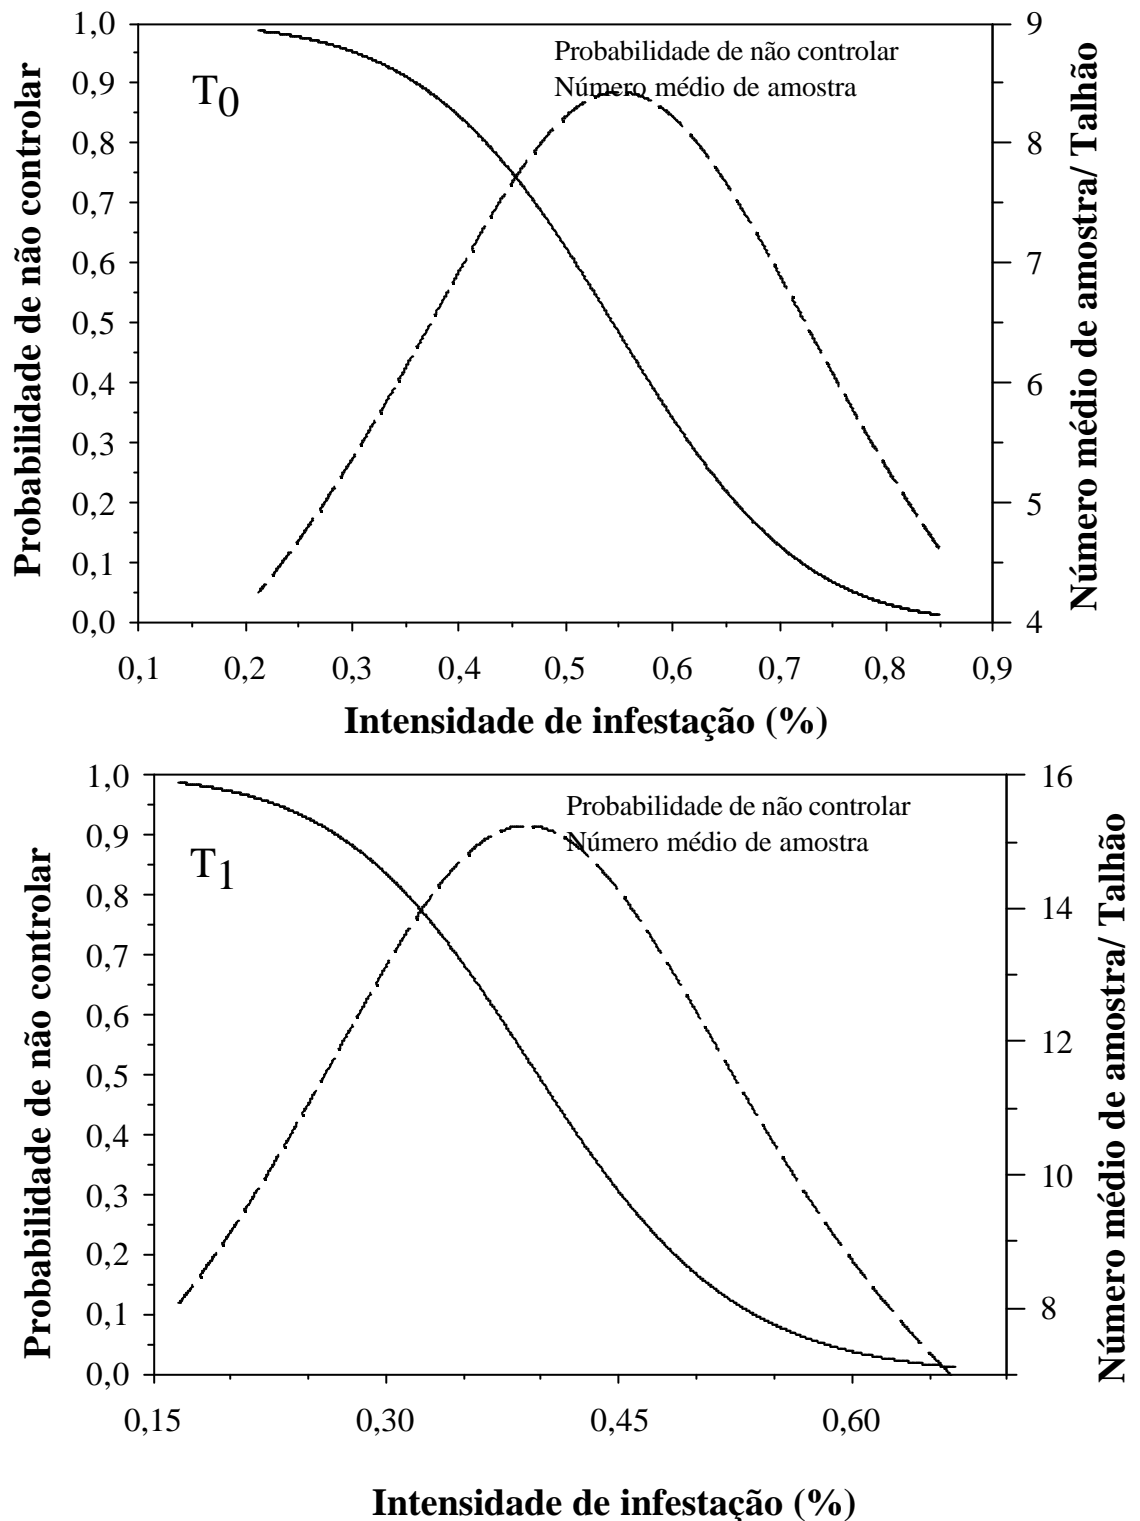 Probabilidade de não controlar
1,0
0,9
0,8
0,7
0,6
0,5
0,4
0,3
0,2
0,1
0,0
T0
Probabilidade de não controlar
Número médio de amostra
9
8
7
6
5
4
Número médio de amostra/ Talhão
0,1 0,2 0,3 0,4 0,5 0,6 0,7 0,8 0,9
Intensidade de infestação (%)
Probabilidade de não controlar
1,0
0,9
0,8
0,7
0,6
0,5
0,4
0,3
0,2
0,1
0,0
T1
Probabilidade de não controlar
Número médio de amostra
16
14
12
10
8
Número médio de amostra/ Talhão
0,15 0,30 0,45 0,60
Intensidade de infestação (%)